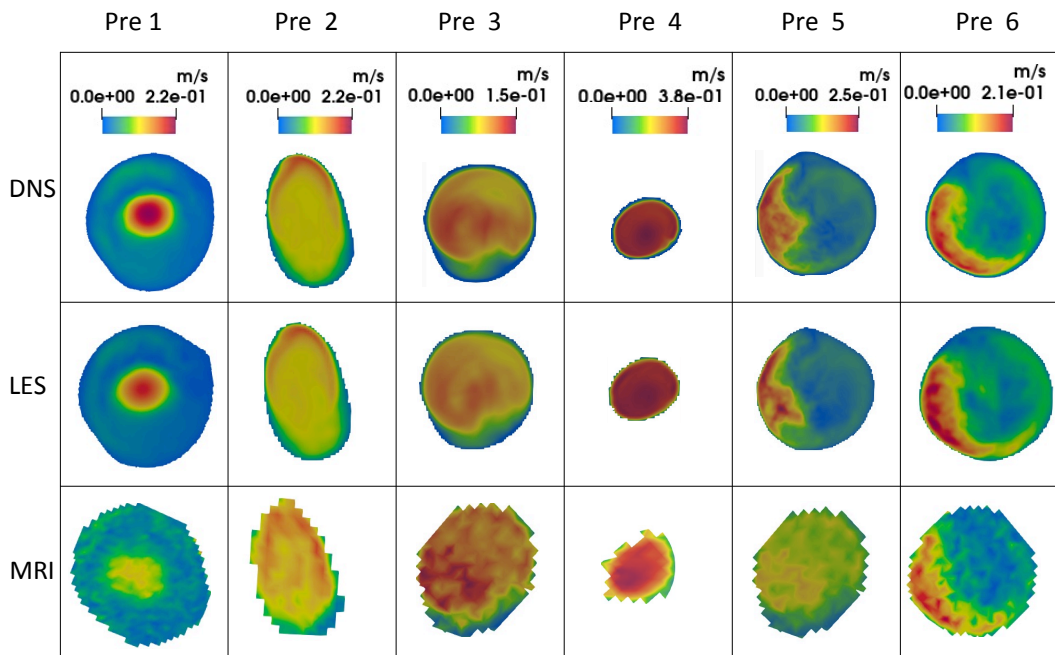 Pre 1 Pre 2 Pre 3 Pre 4 Pre 5 Pre 6
m/s m/s m/s m/s m/s m/s
0.0e+00 2.2e-01 0.0e+00 2.2e-01 0.0e+00 1.5e-01 0.0e+00 3.8e-01 0.0e+00 2.5e-01 0.0e+00 2.1e-01
DNS
LES
MRI